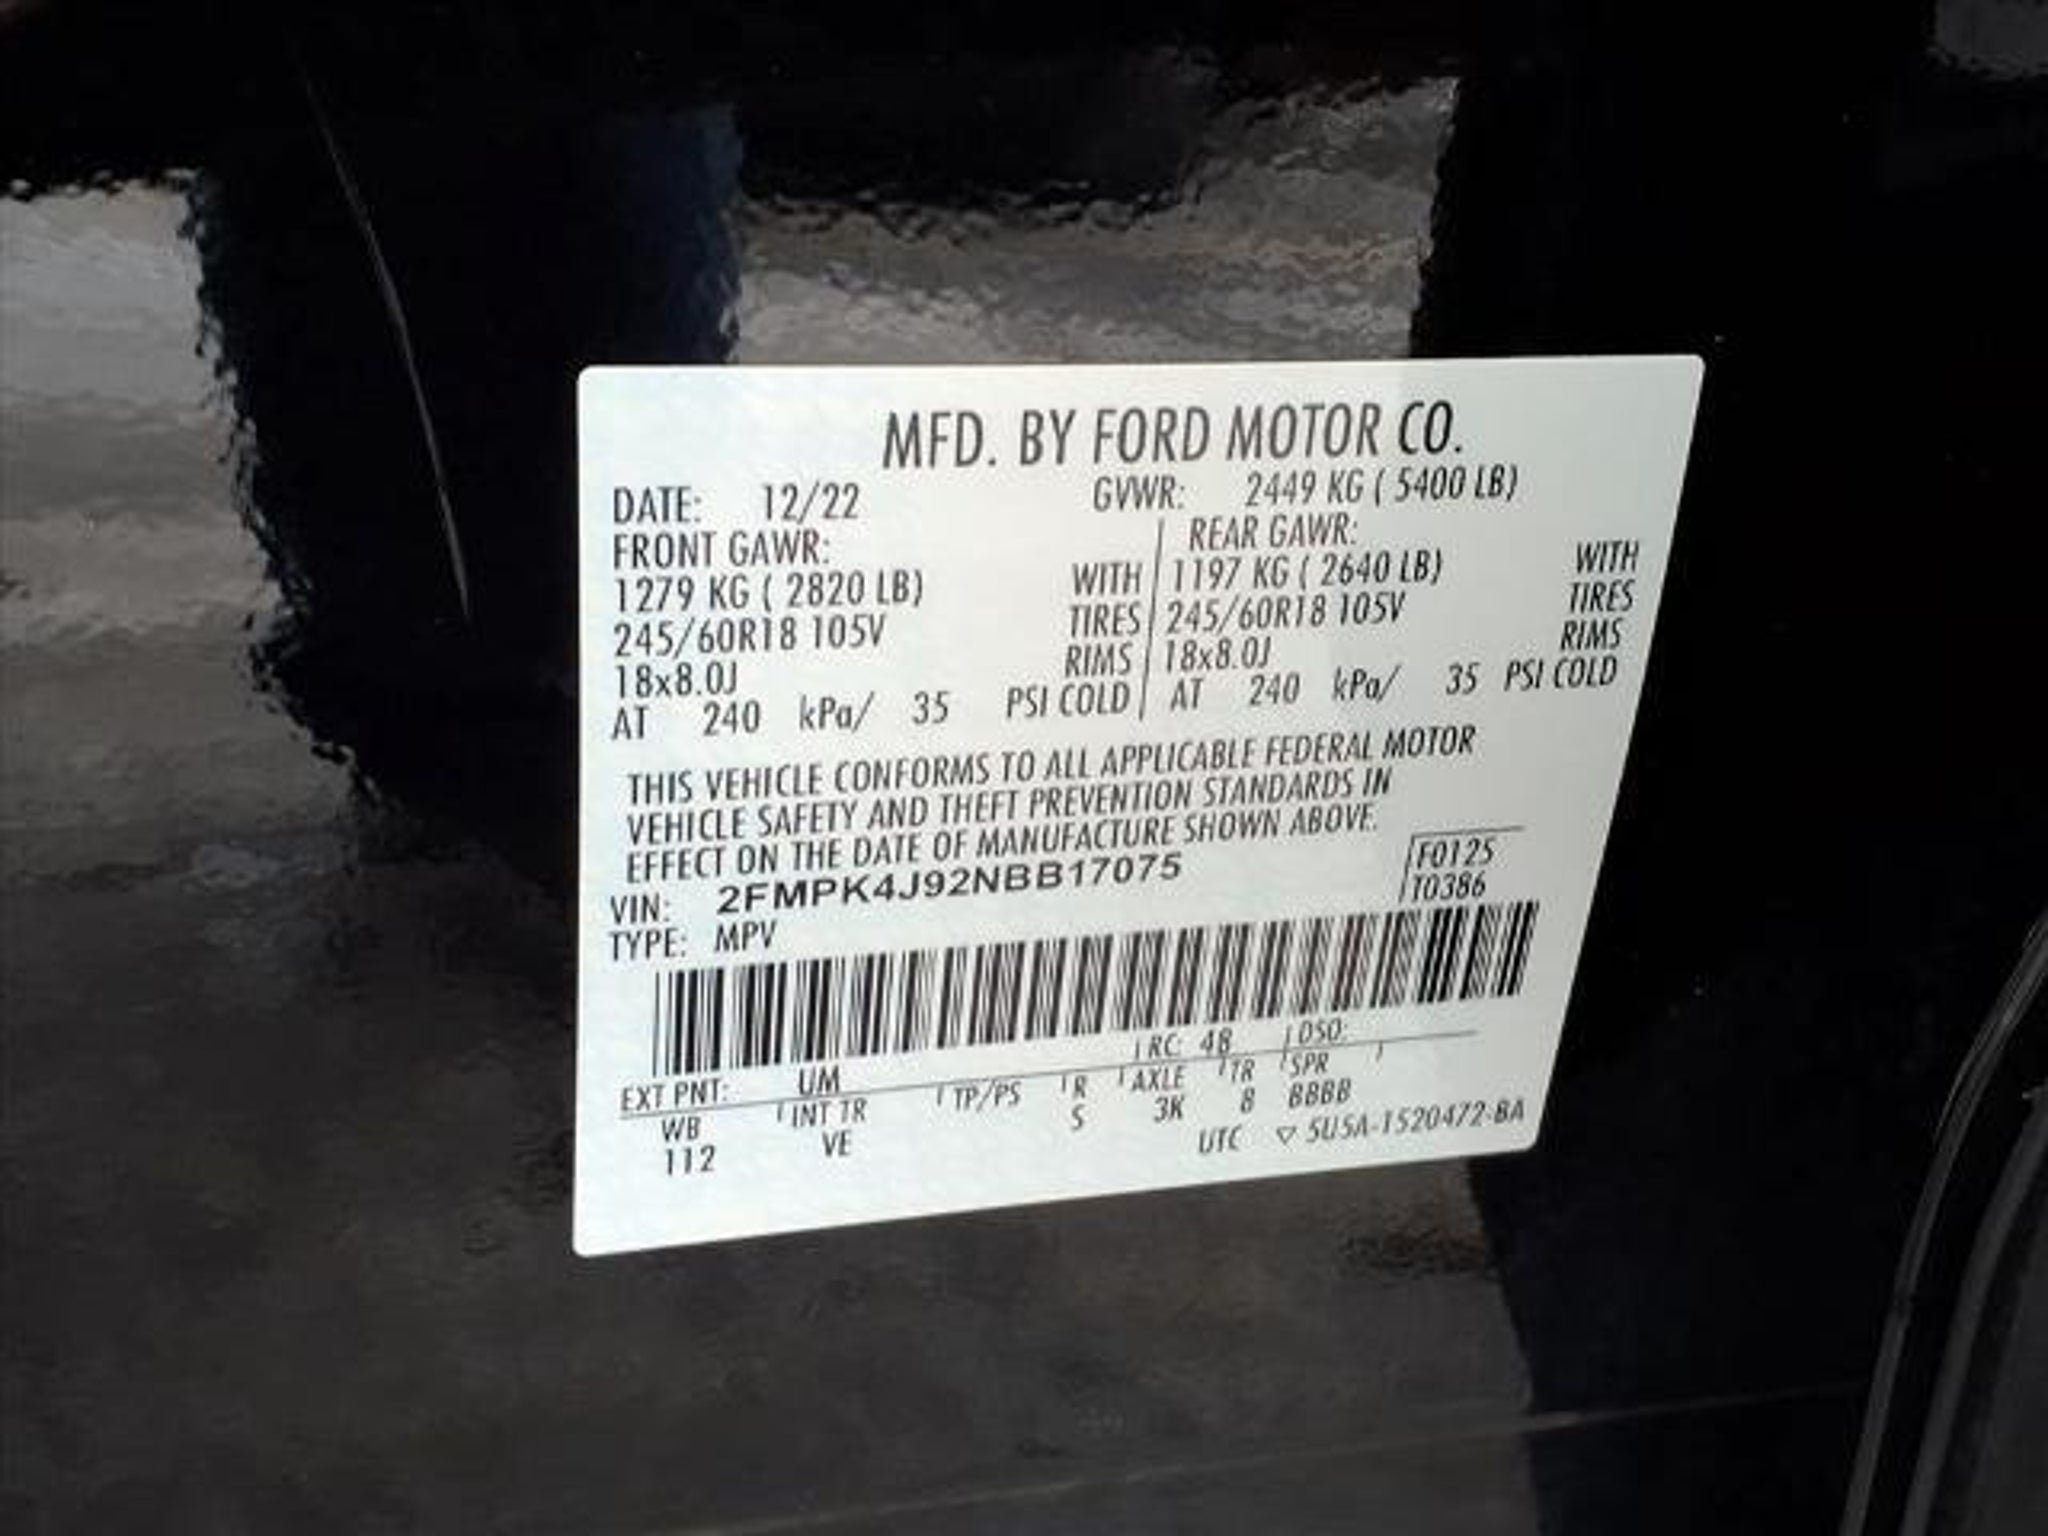 MFD. BY FORD MOTOR CO.
DATE: 12/22 GVWR: 2449 KG ( 5400 LB)
FRONT GAWR: REAR GAWR:
1279 KG ( 2820 LB) WITH 1197 KG ( 2640 LB) WITH
245/60R18 105V TIRES 245/60R18 105V TIRES
18x8.0J RIMS 18x8.0J RIMS
AT 240 kPa/ 35 PSI COLD AT 240 kPa/ 35 PSI COLD
THIS VEHICLE CONFORMS TO ALL APPLICABLE FEDERAL MOTOR
VEHICLE SAFETY AND THEFT PREVENTION STANDARDS IN
EFFECT ON THE DATE OF MANUFACTURE SHOWN ABOVE.
VIN: 2FMPK4J92NBB17075 F0125
TYPE: MPV T0386
EXT PNT: UM RC: 48 DSO:
WB INT TR TP/PS R AXLE TR SPR
112 VE S 3K 8 BBBB
UTC ▽ 5U5A-1520472-BA